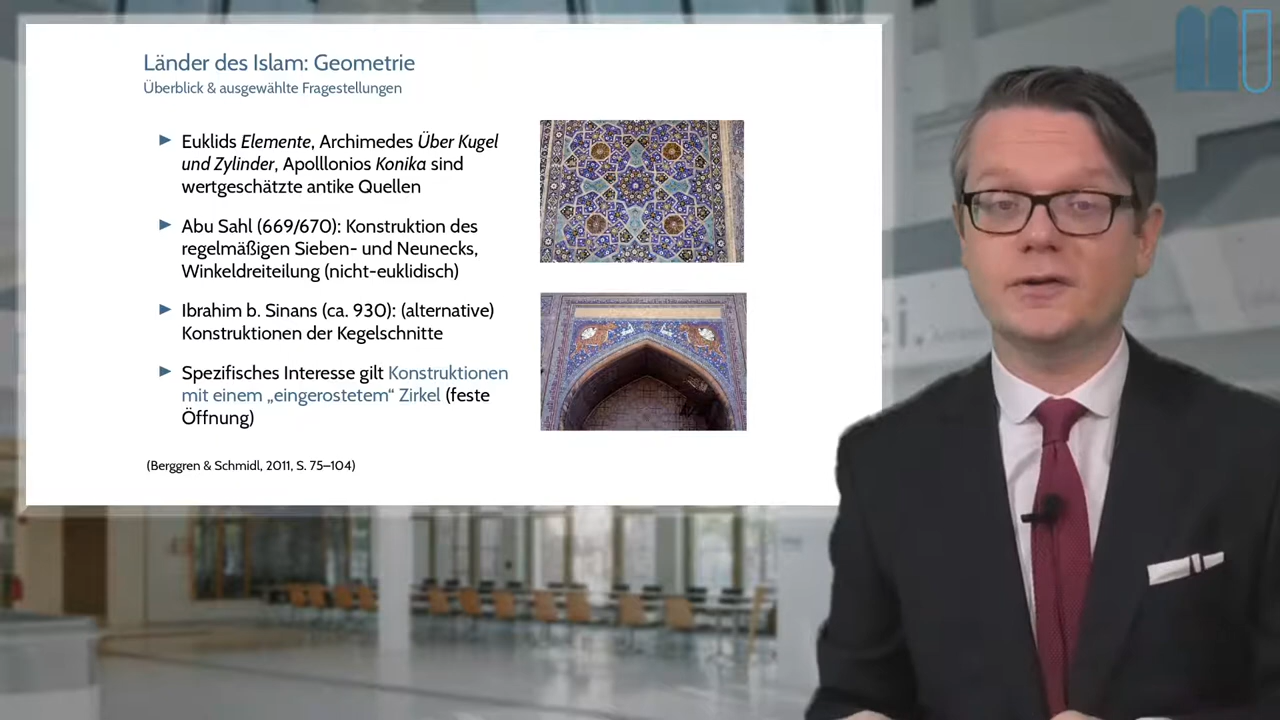 Länder des Islam: Geometrie
Überblick & ausgewählte Fragestellungen
Euklids Elemente, Archimedes Über Kugel
und Zylinder, Apolllonios Konika sind
wertgeschätzte antike Quellen
Abu Sahl (669/670): Konstruktion des
regelmäßigen Sieben- und Neunecks,
Winkeldreiteilung (nicht-euklidisch)
Ibrahim b. Sinans (ca. 930): (alternative)
Konstruktionen der Kegelschnitte
Spezifisches Interesse gilt Konstruktionen
mit einem „eingerostetem“ Zirkel (feste
Öffnung)
(Berggren & Schmidl, 2011, S. 75–104)